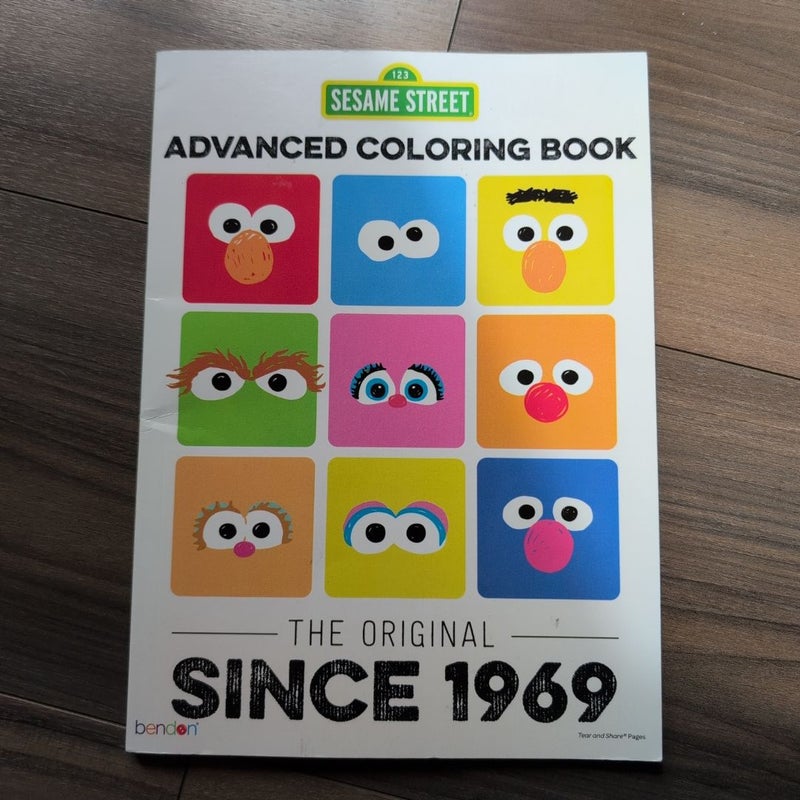 123
SESAME STREET®
ADVANCED COLORING BOOK
THE ORIGINAL
SINCE 1969
bendon®
Tear and Share® Pages